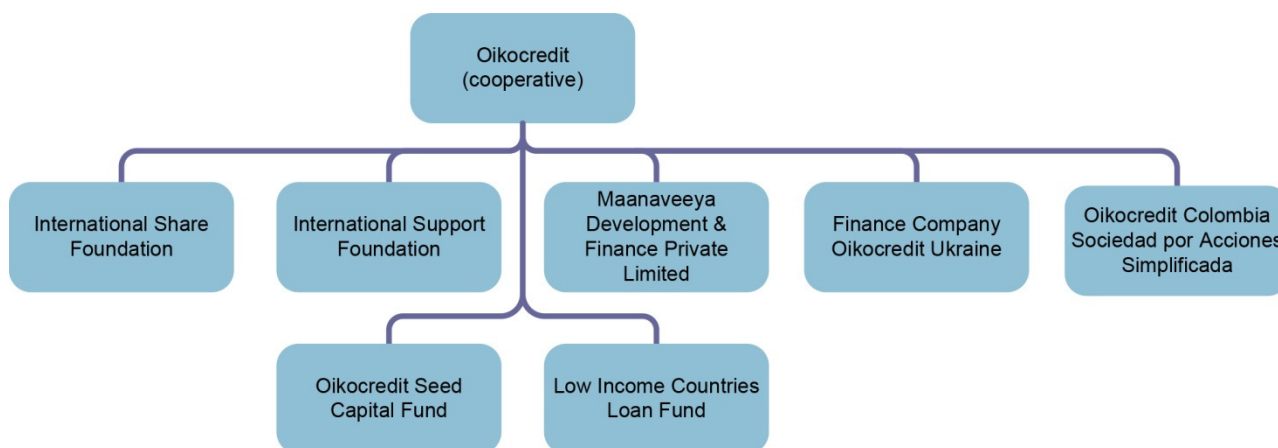 Oikocredit
(cooperative)
International Share
Foundation
International Support
Foundation
Maanaveeya
Development &
Finance Private
Limited
Finance Company
Oikocredit Ukraine
Oikocredit Colombia
Sociedad por Acciones
Simplificada
Oikocredit Seed
Capital Fund
Low Income Countries
Loan Fund